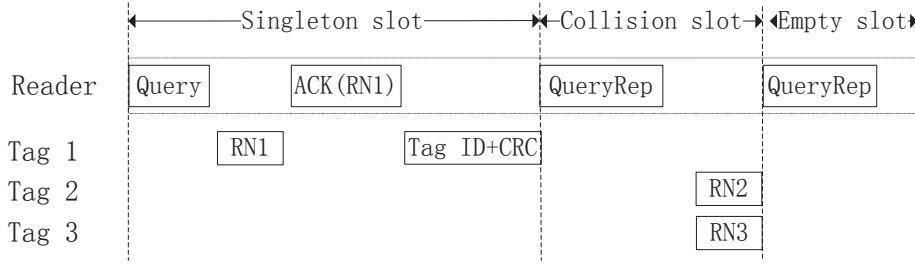 Singleton slot Collision slot Empty slot
Reader Query ACK(RN1) QueryRep QueryRep
Tag 1 RN1 Tag ID+CRC
Tag 2 RN2
Tag 3 RN3